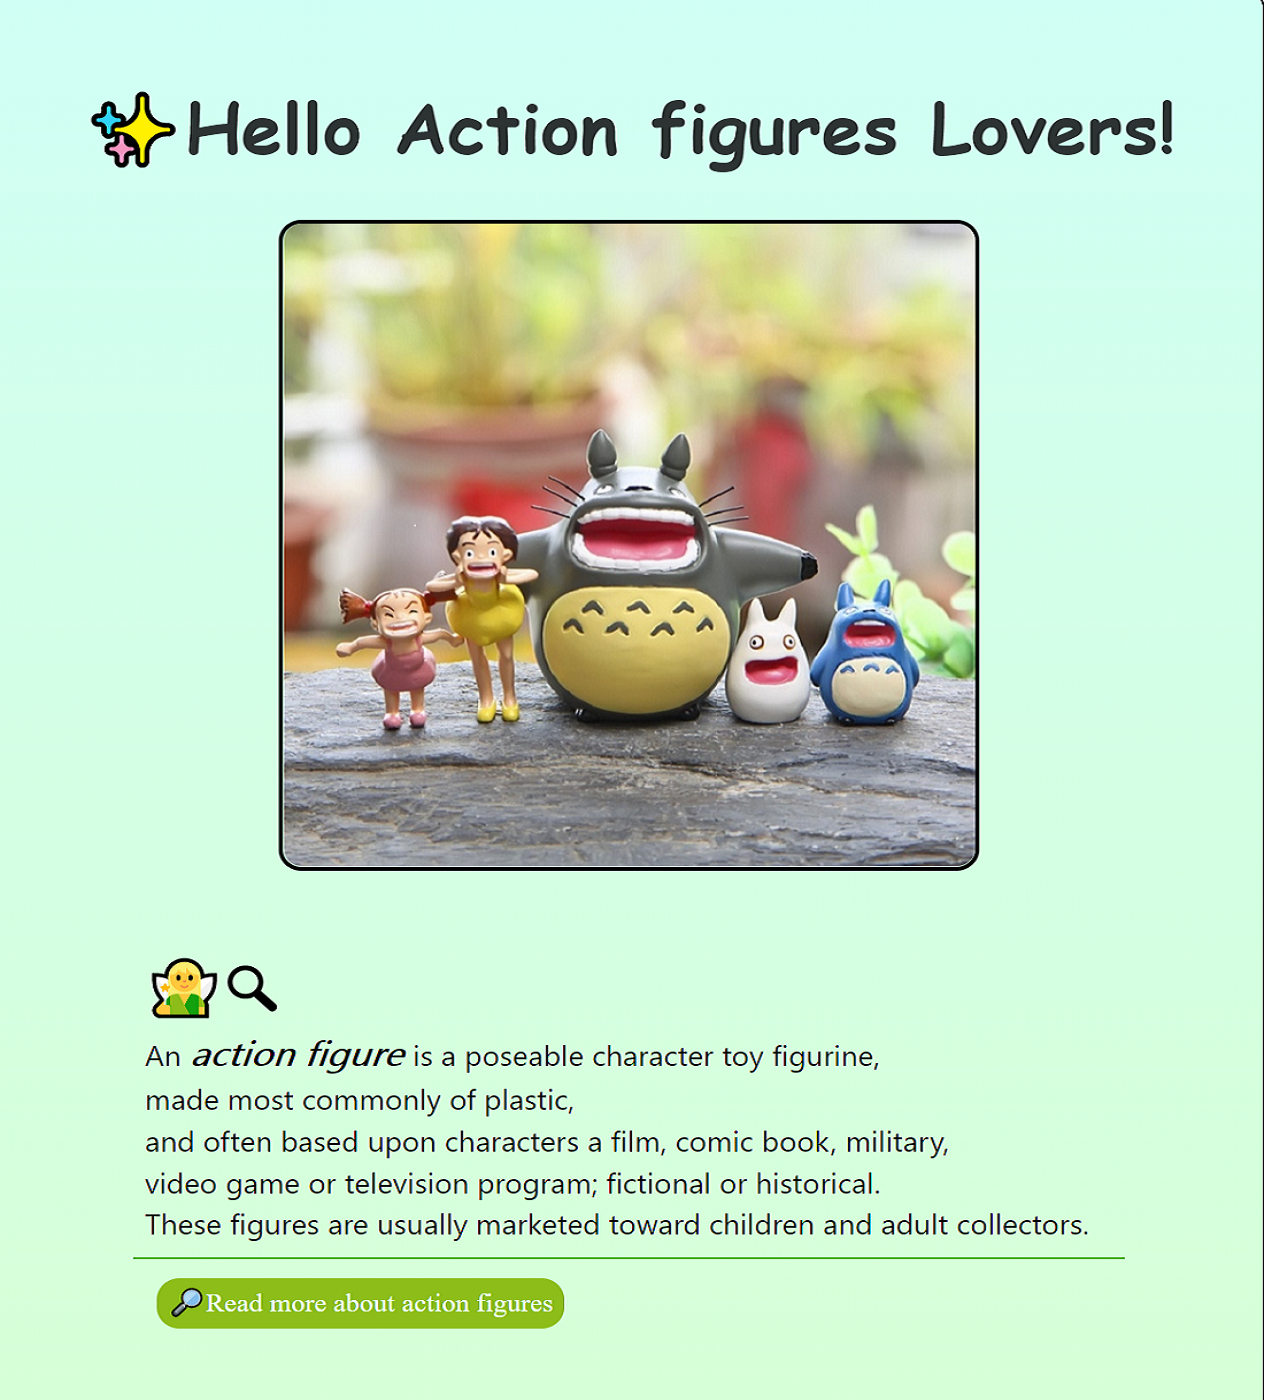 Hello Action figures Lovers!
An action figure is a poseable character toy figurine,
made most commonly of plastic,
and often based upon characters a film, comic book, military,
video game or television program; fictional or historical.
These figures are usually marketed toward children and adult collectors.
Read more about action figures